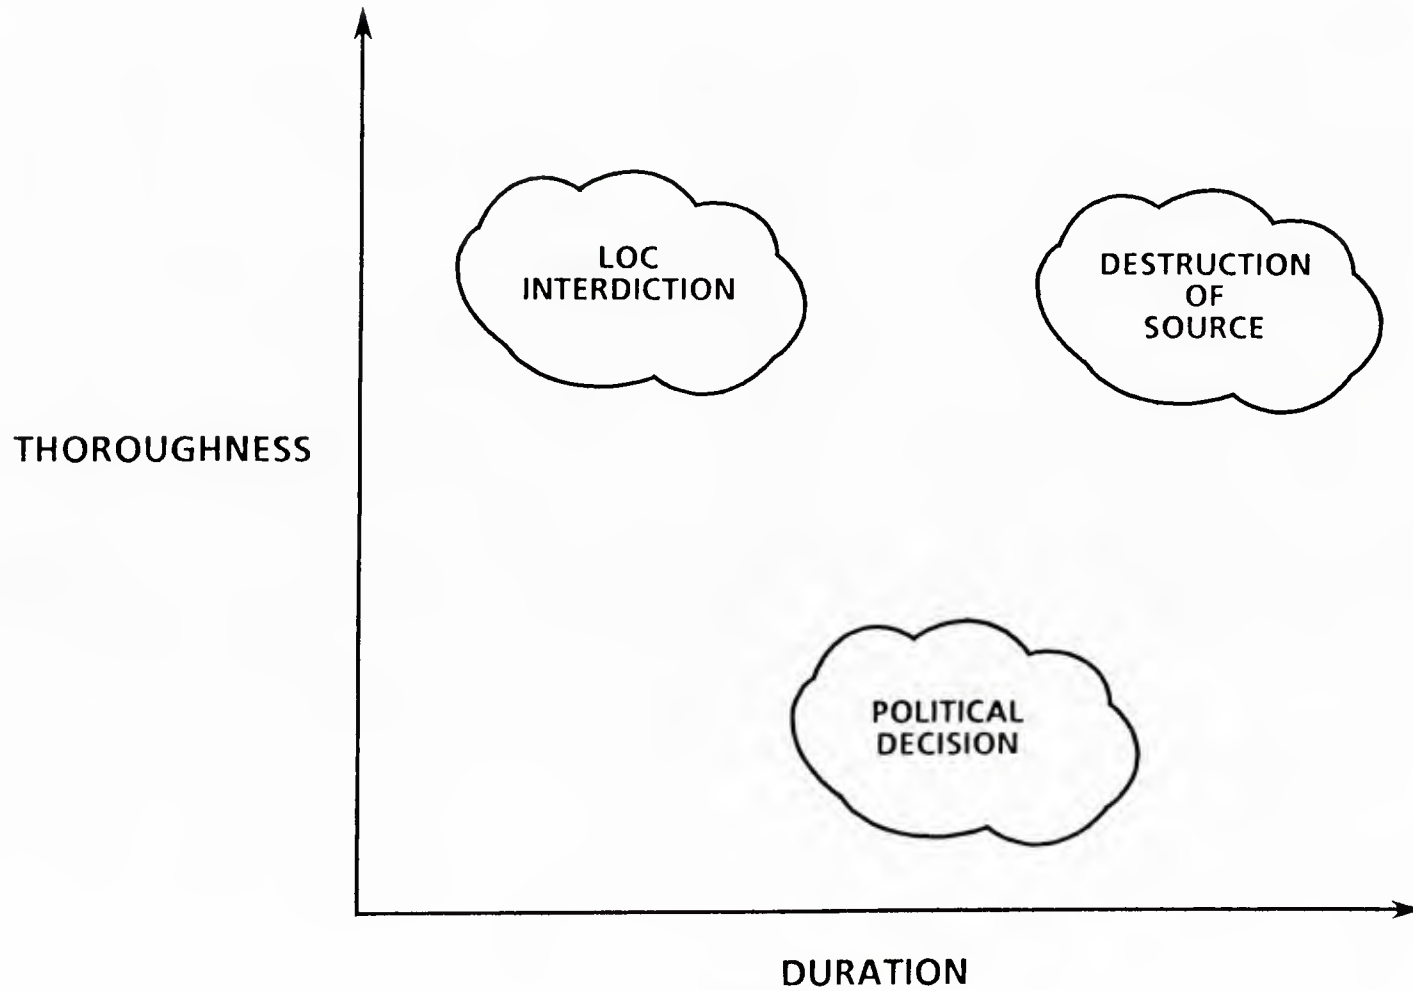 LOC
INTERDICTION
DESTRUCTION
OF
SOURCE
THOROUGHNESS
POLITICAL
DECISION
DURATION